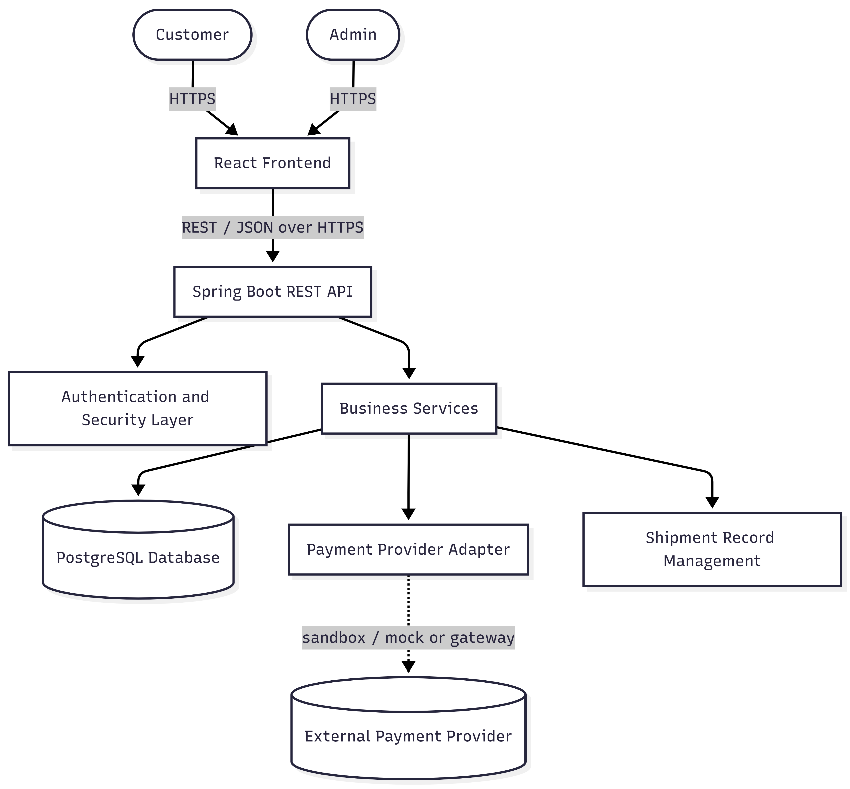 Customer
Admin
HTTPS
HTTPS
React Frontend
REST / JSON over HTTPS
Spring Boot REST API
Authentication and
Security Layer
Business Services
PostgreSQL Database
Payment Provider Adapter
Shipment Record
Management
sandbox / mock or gateway
External Payment Provider